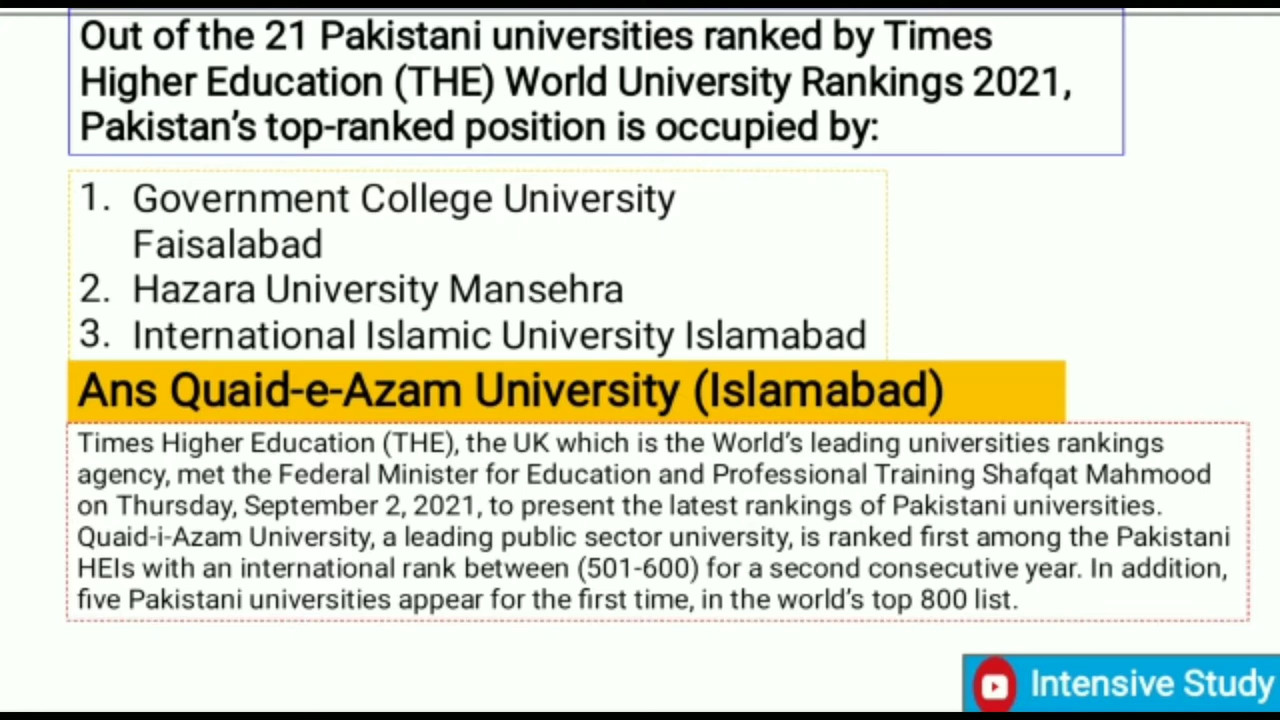 Out of the 21 Pakistani universities ranked by Times
Higher Education (THE) World University Rankings 2021,
Pakistan’s top-ranked position is occupied by:
1. Government College University
Faisalabad
2. Hazara University Mansehra
3. International Islamic University Islamabad
Ans Quaid-e-Azam University (Islamabad)
Times Higher Education (THE), the UK which is the World’s leading universities rankings
agency, met the Federal Minister for Education and Professional Training Shafqat Mahmood
on Thursday, September 2, 2021, to present the latest rankings of Pakistani universities.
Quaid-i-Azam University, a leading public sector university, is ranked first among the Pakistani
HEIs with an international rank between (501-600) for a second consecutive year. In addition,
five Pakistani universities appear for the first time, in the world’s top 800 list.
Intensive Study